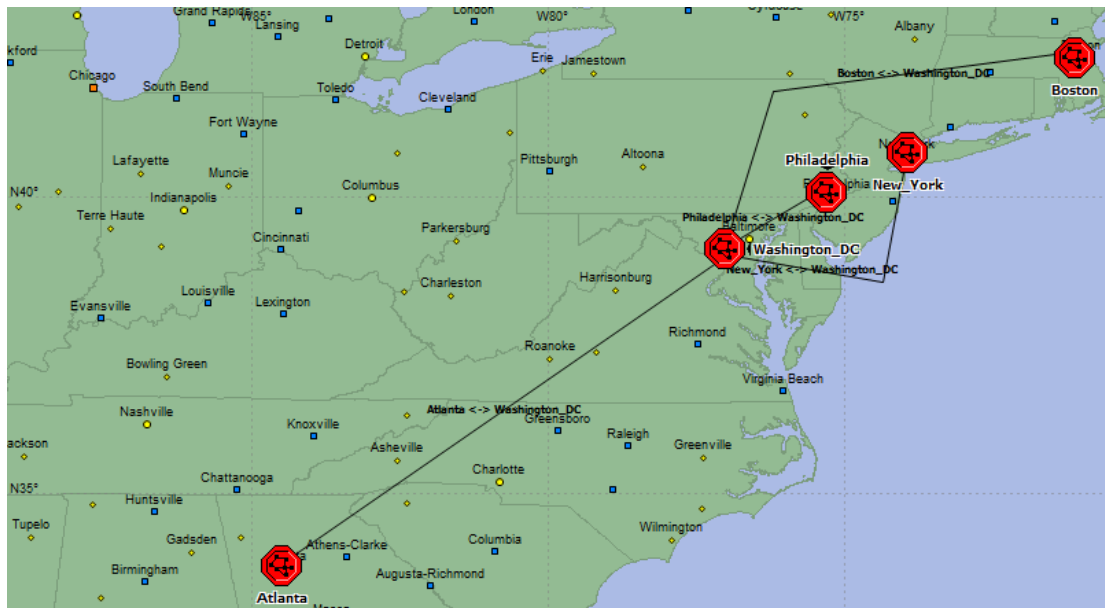 Grand Rapids
W85°
London
W80°
W75°
Lansing
Albany
Detroit
kford
Erie
Jamestown
Boston <-> Washington_DC
Chicago
South Bend
Toledo
Cleveland
Boston
Fort Wayne
Lafayette
Pittsburgh
Altoona
Philadelphia
Muncie
New_York
N40°
Indianapolis
Columbus
Terre Haute
Philadelphia <-> Washington_DC
Parkersburg
Baltimore
Cincinnati
Washington_DC
New_York <-> Washington_DC
Charleston
Harrisonburg
Louisville
Lexington
Evansville
Richmond
Roanoke
Bowling Green
Virginia Beach
Nashville
Atlanta <-> Washington_DC
Knoxville
Greensboro
Raleigh
Greenville
ackson
Asheville
Charlotte
Chattanooga
N35°
Huntsville
Tupelo
Wilmington
Gadsden
Athens-Clarke
Columbia
Birmingham
Augusta-Richmond
Atlanta